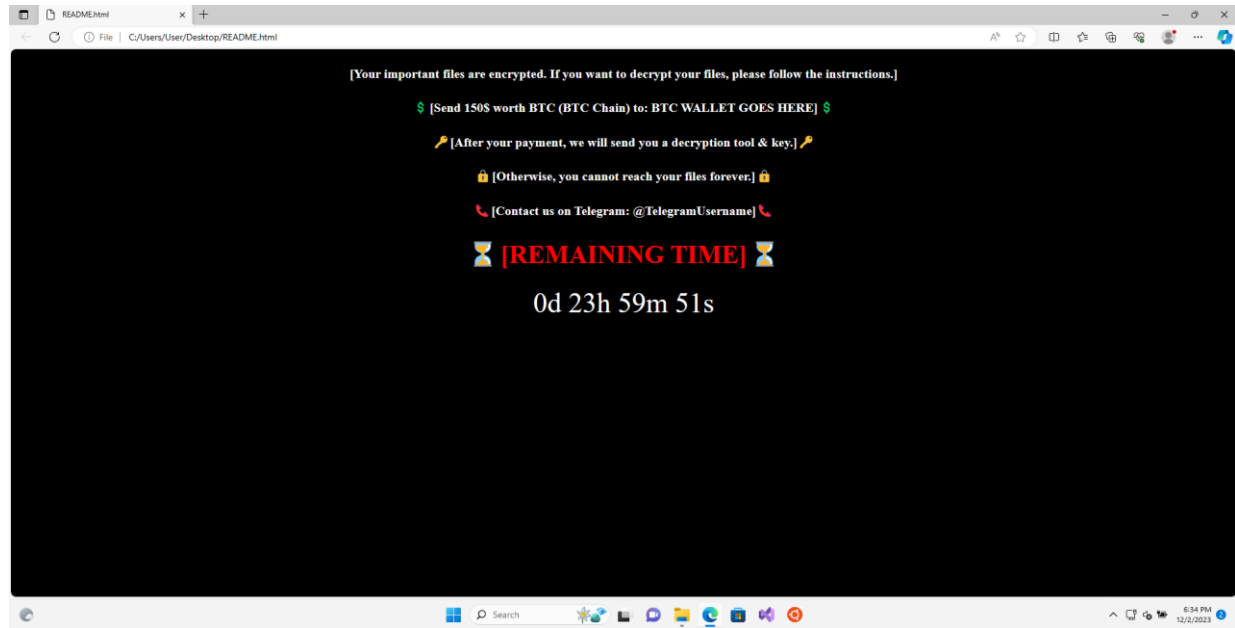 README.html
File
C:/Users/User/Desktop/README.html
[Your important files are encrypted. If you want to decrypt your files, please follow the instructions.]
[Send 150$ worth BTC (BTC Chain) to: BTC WALLET GOES HERE]
[After your payment, we will send you a decryption tool & key.]
[Otherwise, you cannot reach your files forever.]
[Contact us on Telegram: @TelegramUsername]
[REMAINING TIME]
0d 23h 59m 51s
Search
6:34 PM
12/2/2023